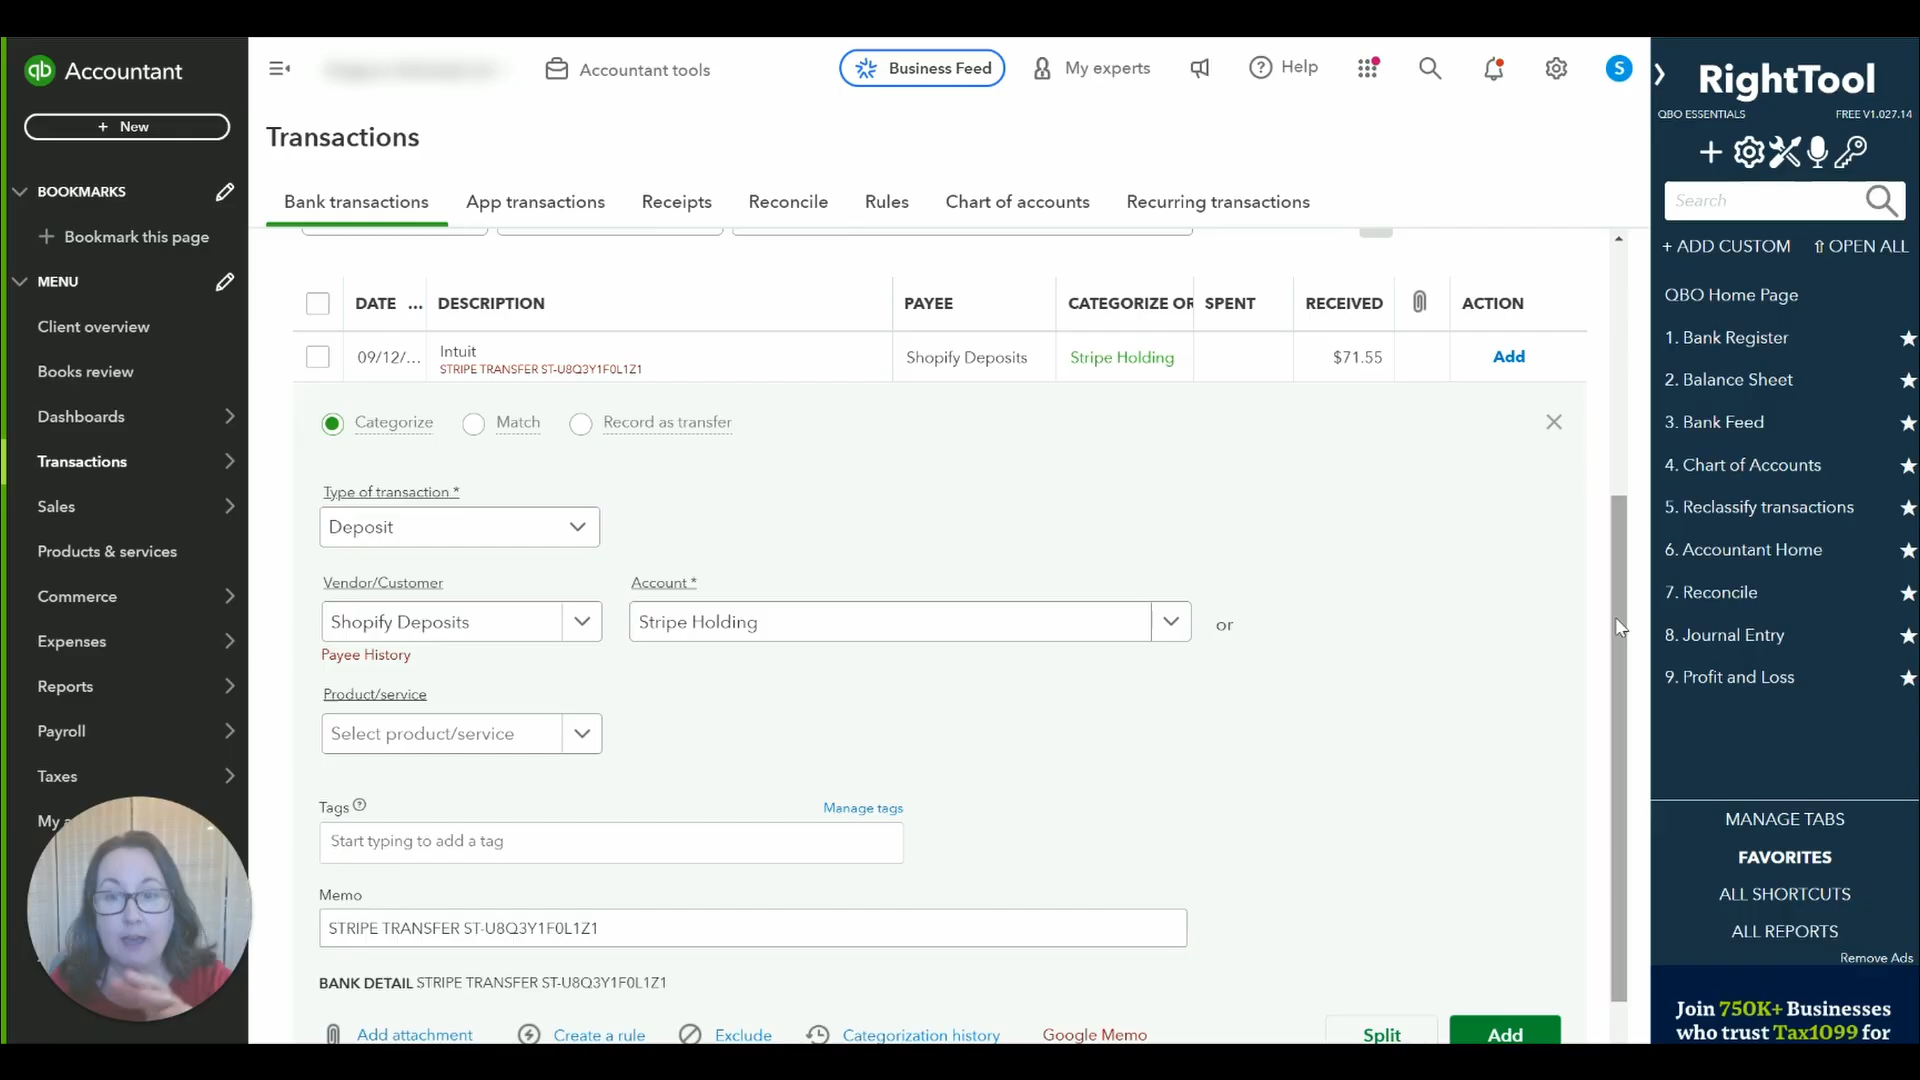 qb Accountant
+ New
BOOKMARKS
Bookmark this page
MENU
Client overview
Books review
Dashboards
Transactions
Sales
Products & services
Commerce
Expenses
Reports
Payroll
Taxes
My
Accountant tools
Business Feed
My experts
Help
S
Transactions
Bank transactions
App transactions
Receipts
Reconcile
Rules
Chart of accounts
Recurring transactions
DATE ... DESCRIPTION PAYEE CATEGORIZE OR SPENT RECEIVED ACTION
09/12/... Intuit Shopify Deposits Stripe Holding $71.55 Add
STRIPE TRANSFER ST-U8Q3Y1F0L1Z1
Categorize Match Record as transfer
Type of transaction *
Deposit
Vendor/Customer Account *
Shopify Deposits Stripe Holding or
Payee History
Product/service
Select product/service
Tags ? Manage tags
Start typing to add a tag
Memo
STRIPE TRANSFER ST-U8Q3Y1F0L1Z1
BANK DETAIL STRIPE TRANSFER ST-U8Q3Y1F0L1Z1
Add attachment Create a rule Exclude Categorization history Google Memo Split Add
RightTool
QBO ESSENTIALS FREE V1.027.14
Search
+ ADD CUSTOM ⇧ OPEN ALL
QBO Home Page
1. Bank Register
2. Balance Sheet
3. Bank Feed
4. Chart of Accounts
5. Reclassify transactions
6. Accountant Home
7. Reconcile
8. Journal Entry
9. Profit and Loss
MANAGE TABS
FAVORITES
ALL SHORTCUTS
ALL REPORTS
Remove Ads
Join 750K+ Businesses
who trust Tax1099 for